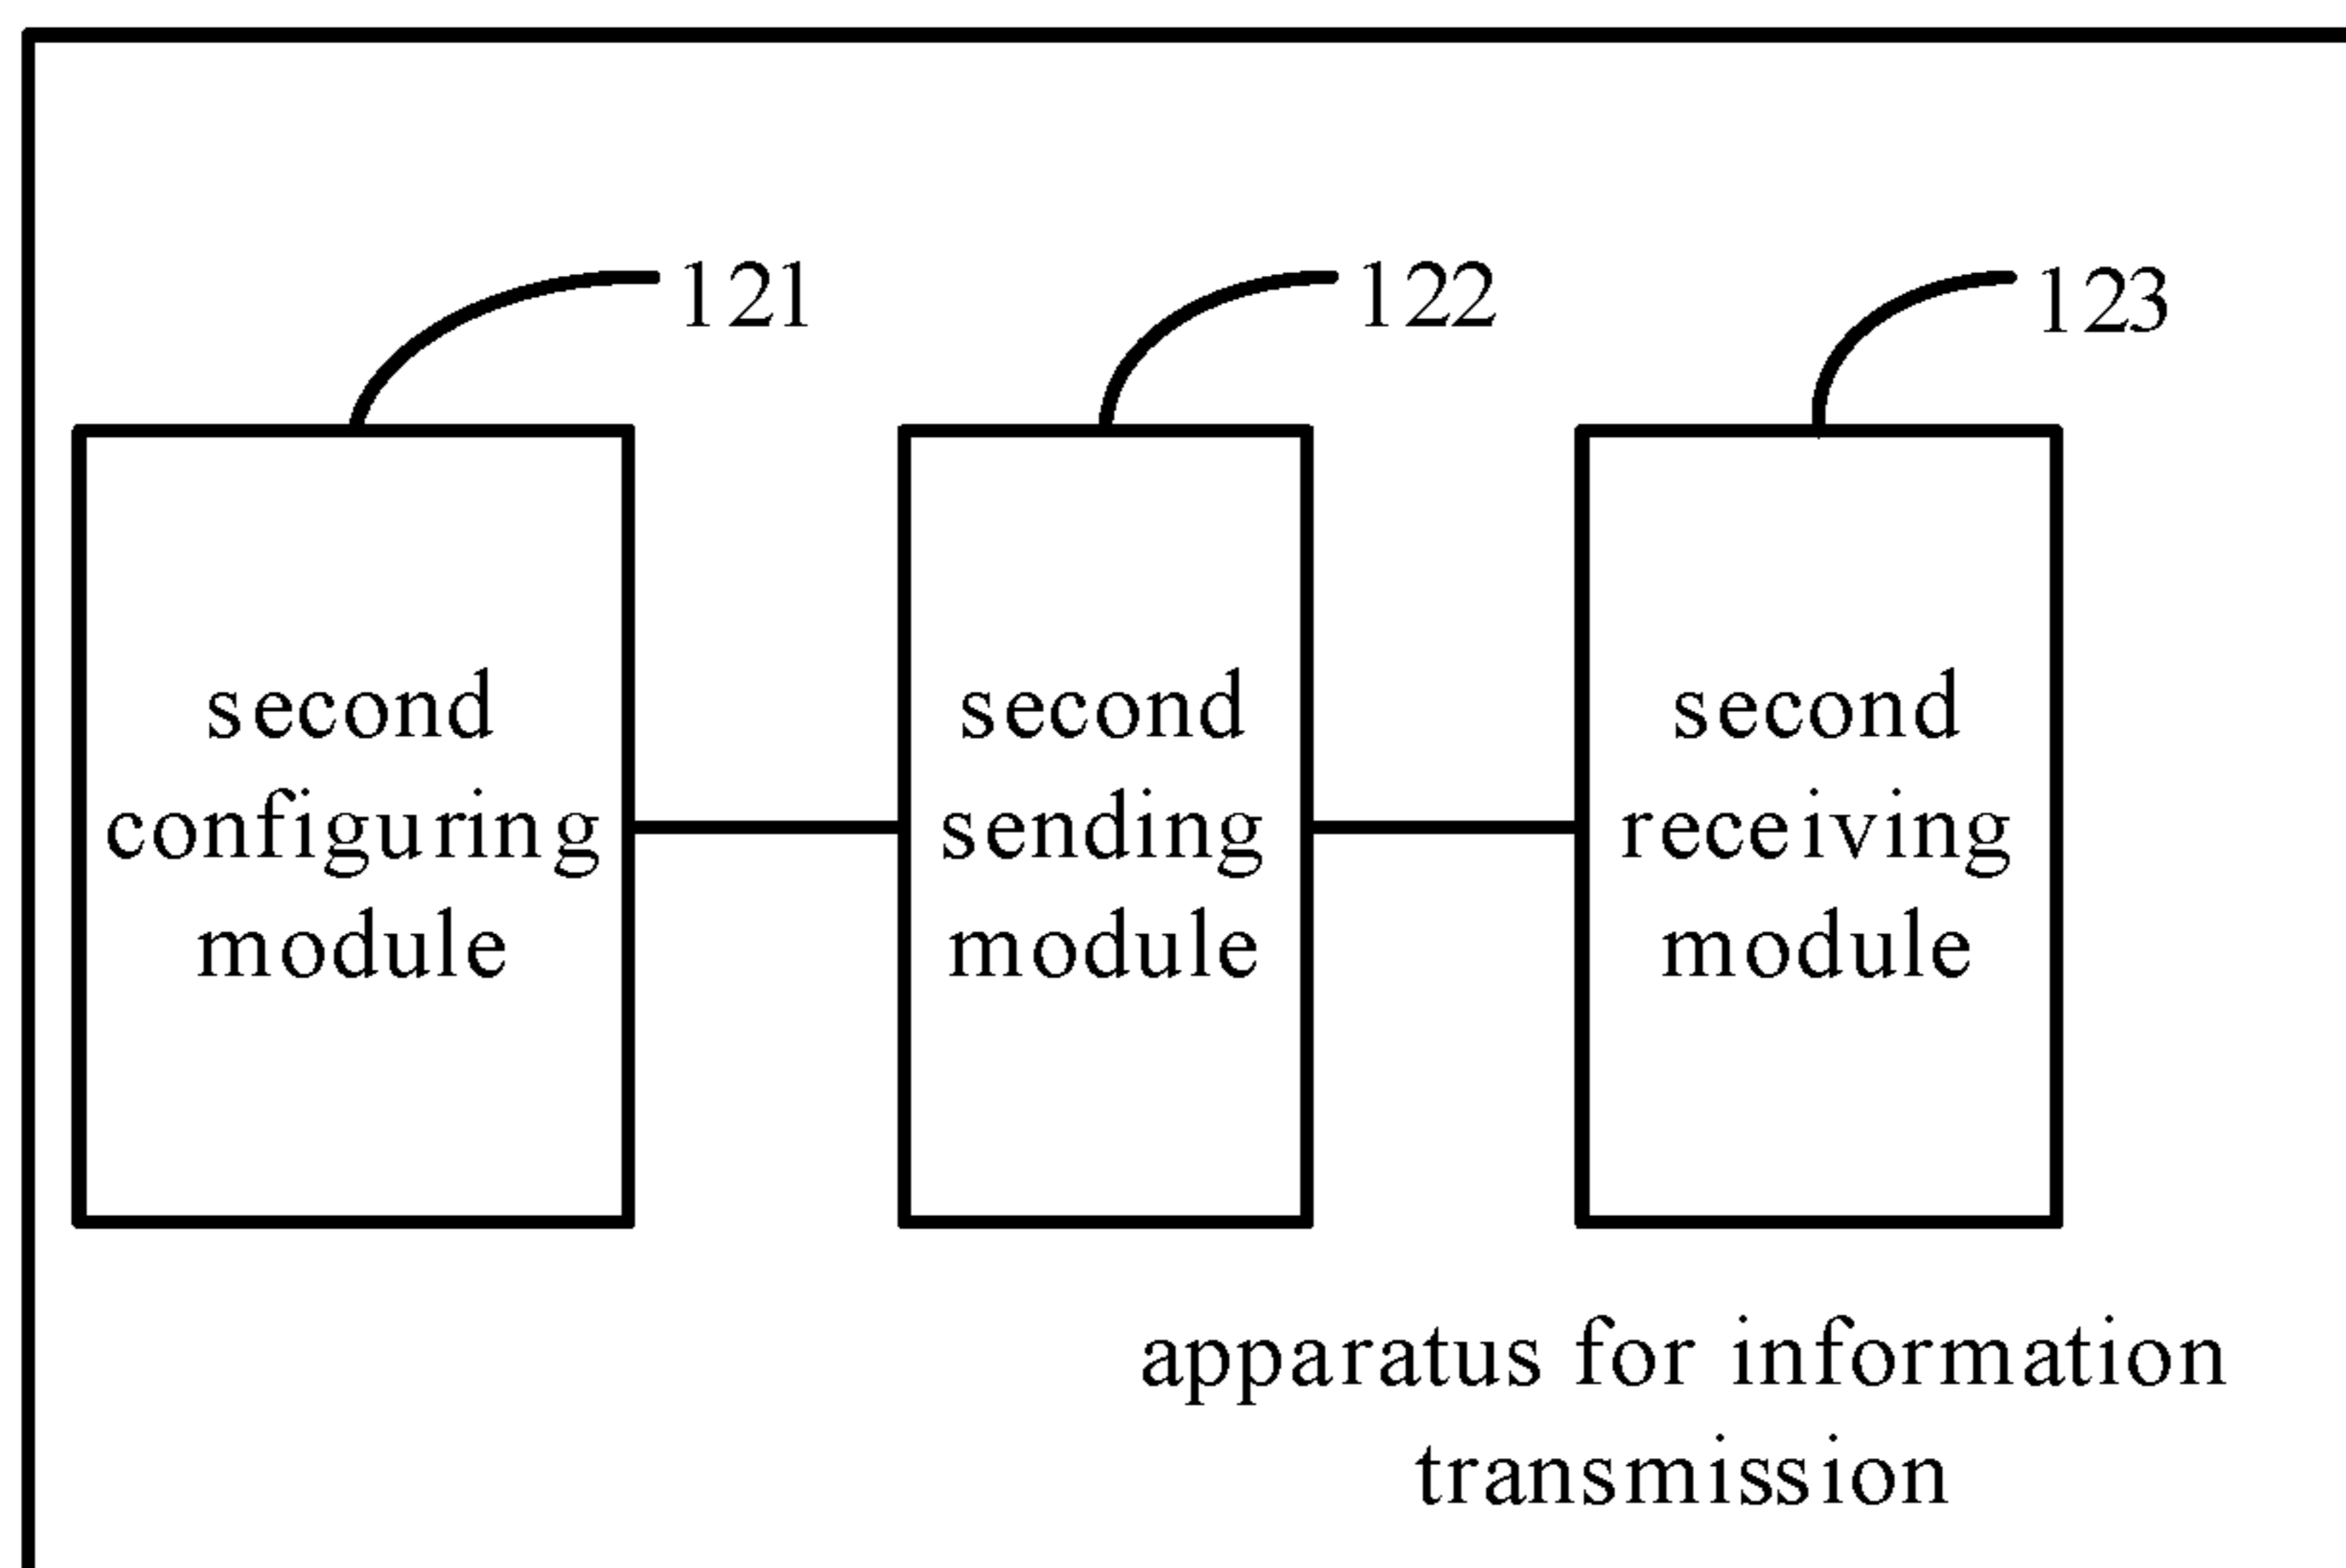 121
122
123
second
configuring
module
second
sending
module
second
receiving
module
apparatus for information
transmission